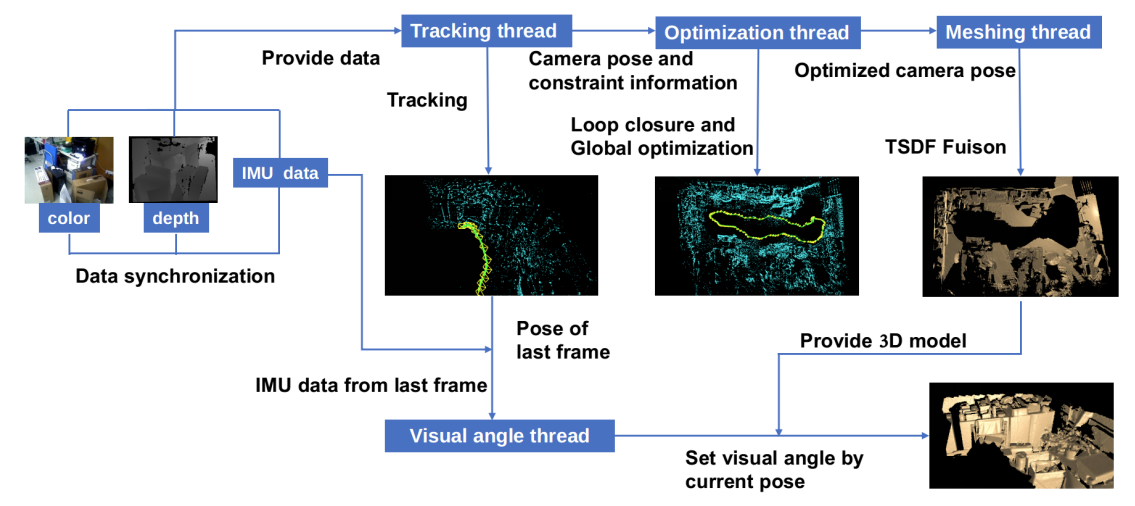 Tracking thread
Optimization thread
Meshing thread
Provide data
Camera pose and
constraint information
Optimized camera pose
Tracking
Loop closure and
Global optimization
TSDF Fuison
IMU data
color
depth
Data synchronization
Pose of
last frame
Provide 3D model
IMU data from last frame
Visual angle thread
Set visual angle by
current pose